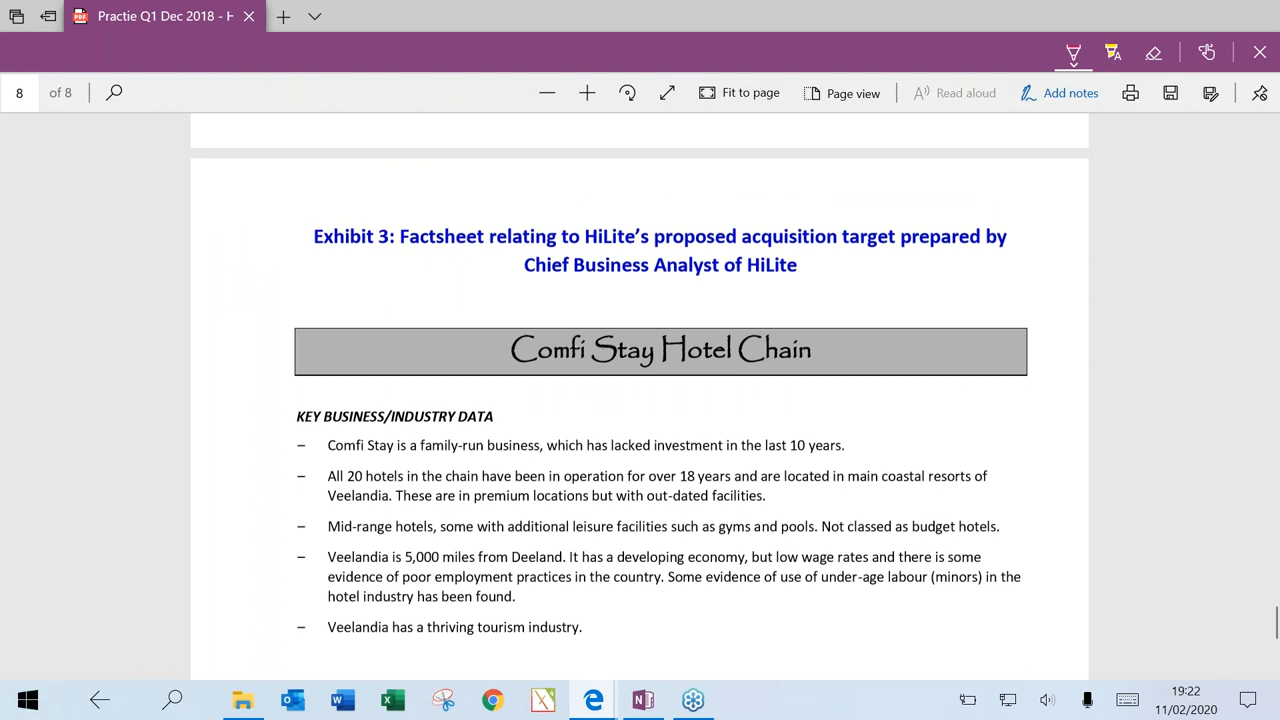 Practie Q1 Dec 2018 - H
8 of 8
Fit to page
Page view
A)) Read aloud
Add notes
Exhibit 3: Factsheet relating to HiLite's proposed acquisition target prepared by
Chief Business Analyst of HiLite
Comfi Stay Hotel Chain
KEY BUSINESS/INDUSTRY DATA
– Comfi Stay is a family-run business, which has lacked investment in the last 10 years.
– All 20 hotels in the chain have been in operation for over 18 years and are located in main coastal resorts of
Veelandia. These are in premium locations but with out-dated facilities.
– Mid-range hotels, some with additional leisure facilities such as gyms and pools. Not classed as budget hotels.
– Veelandia is 5,000 miles from Deeland. It has a developing economy, but low wage rates and there is some
evidence of poor employment practices in the country. Some evidence of use of under-age labour (minors) in the
hotel industry has been found.
– Veelandia has a thriving tourism industry.
19:22
11/02/2020